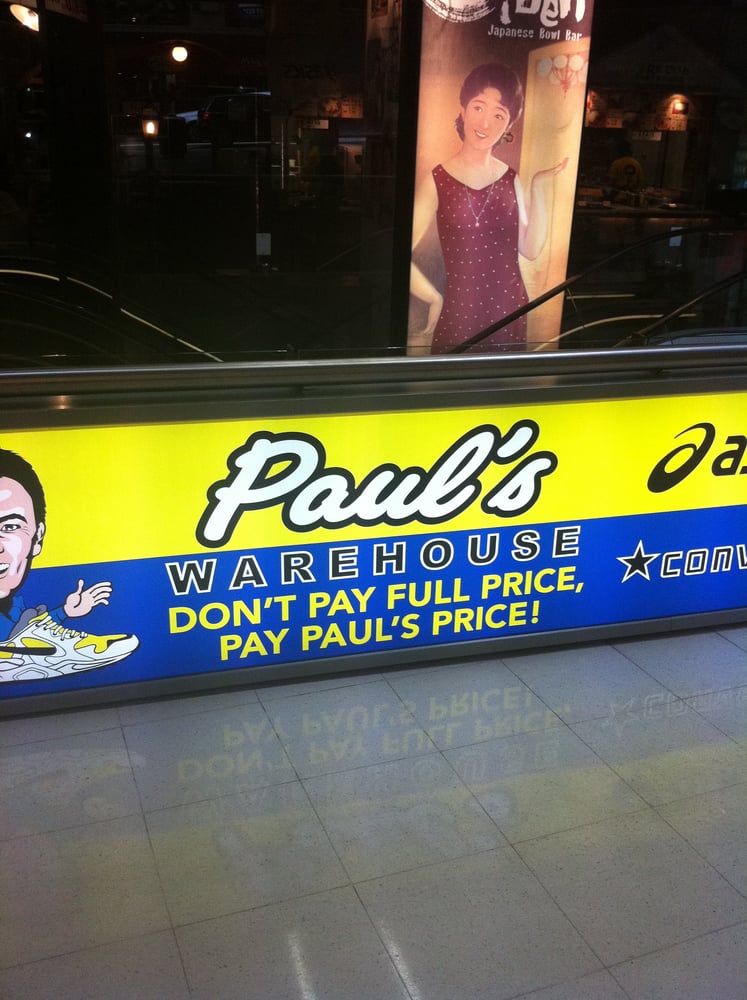 Japanese Bowl Bar
Paul's
WAREHOUSE
DON'T PAY FULL PRICE,
PAY PAUL'S PRICE!